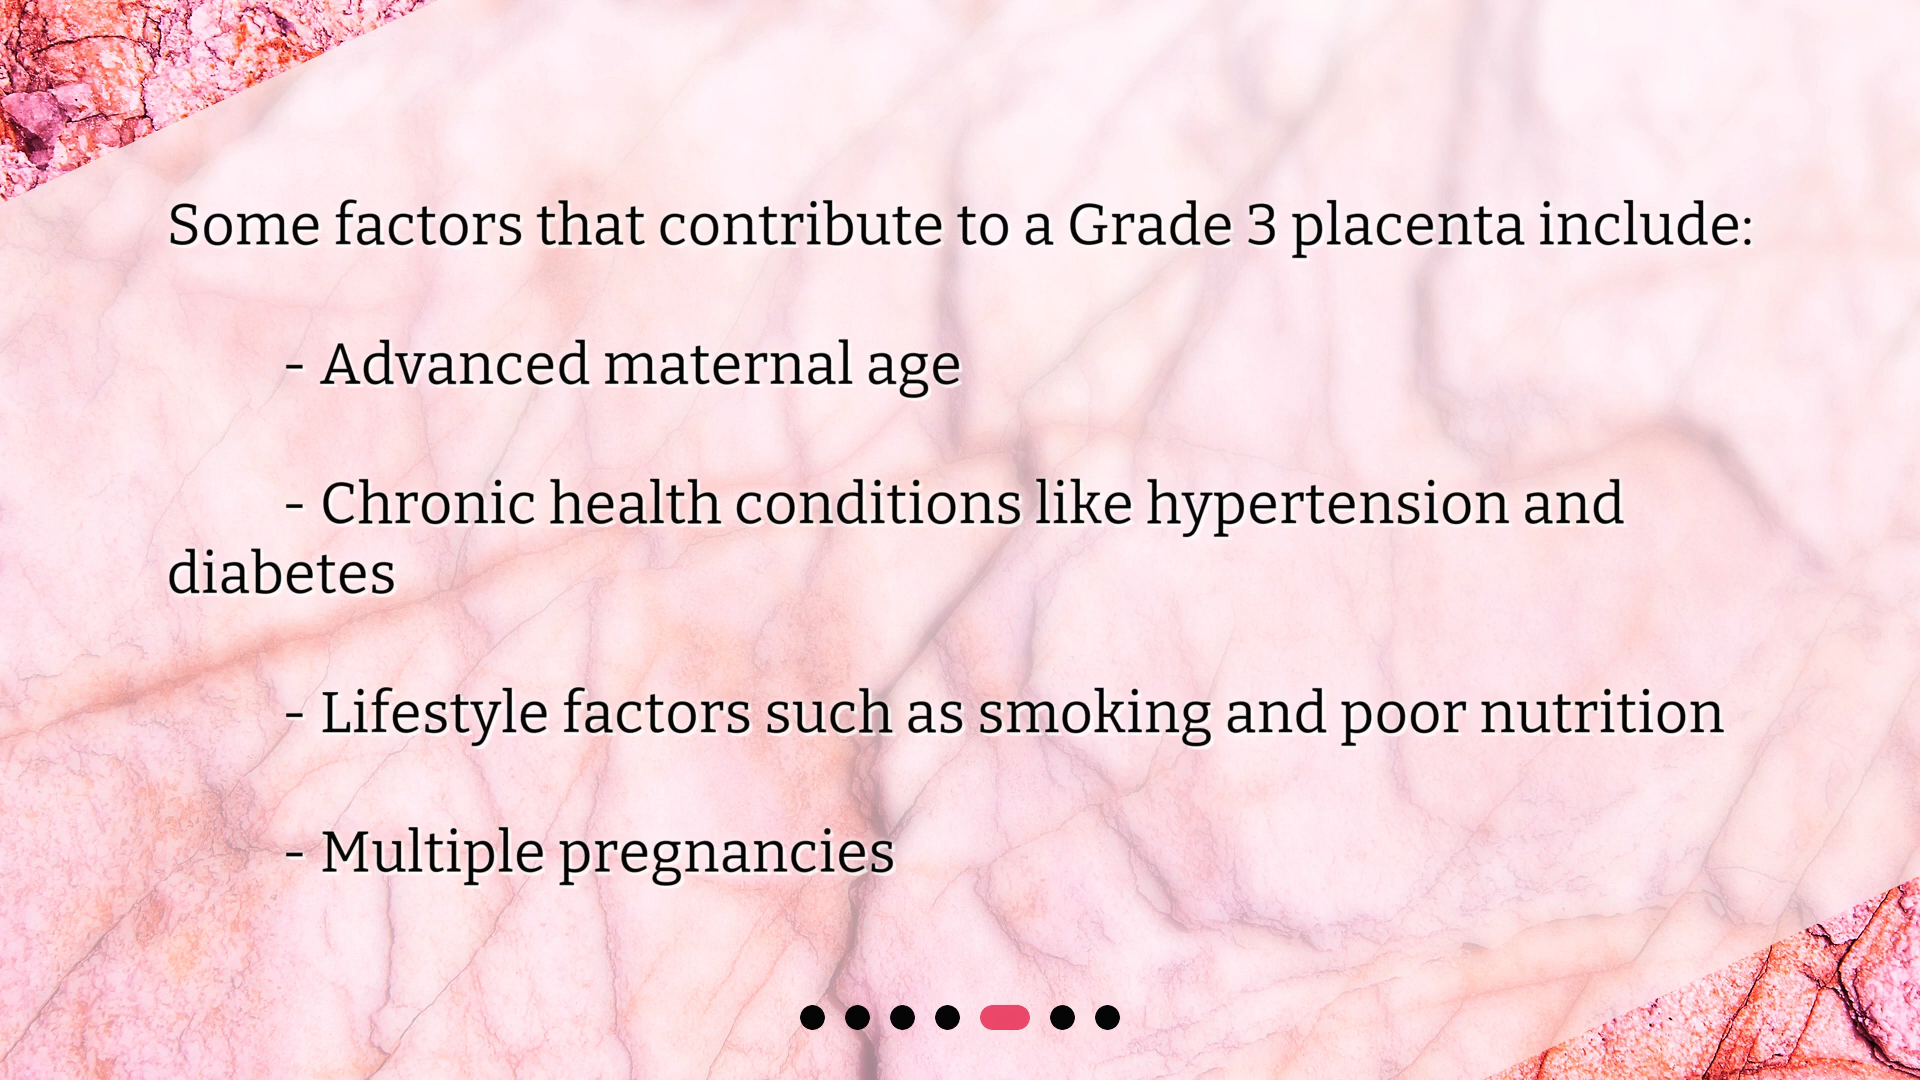 Some factors that contribute to a Grade 3 placenta include:
- Advanced maternal age
- Chronic health conditions like hypertension and
diabetes
- Lifestyle factors such as smoking and poor nutrition
- Multiple pregnancies